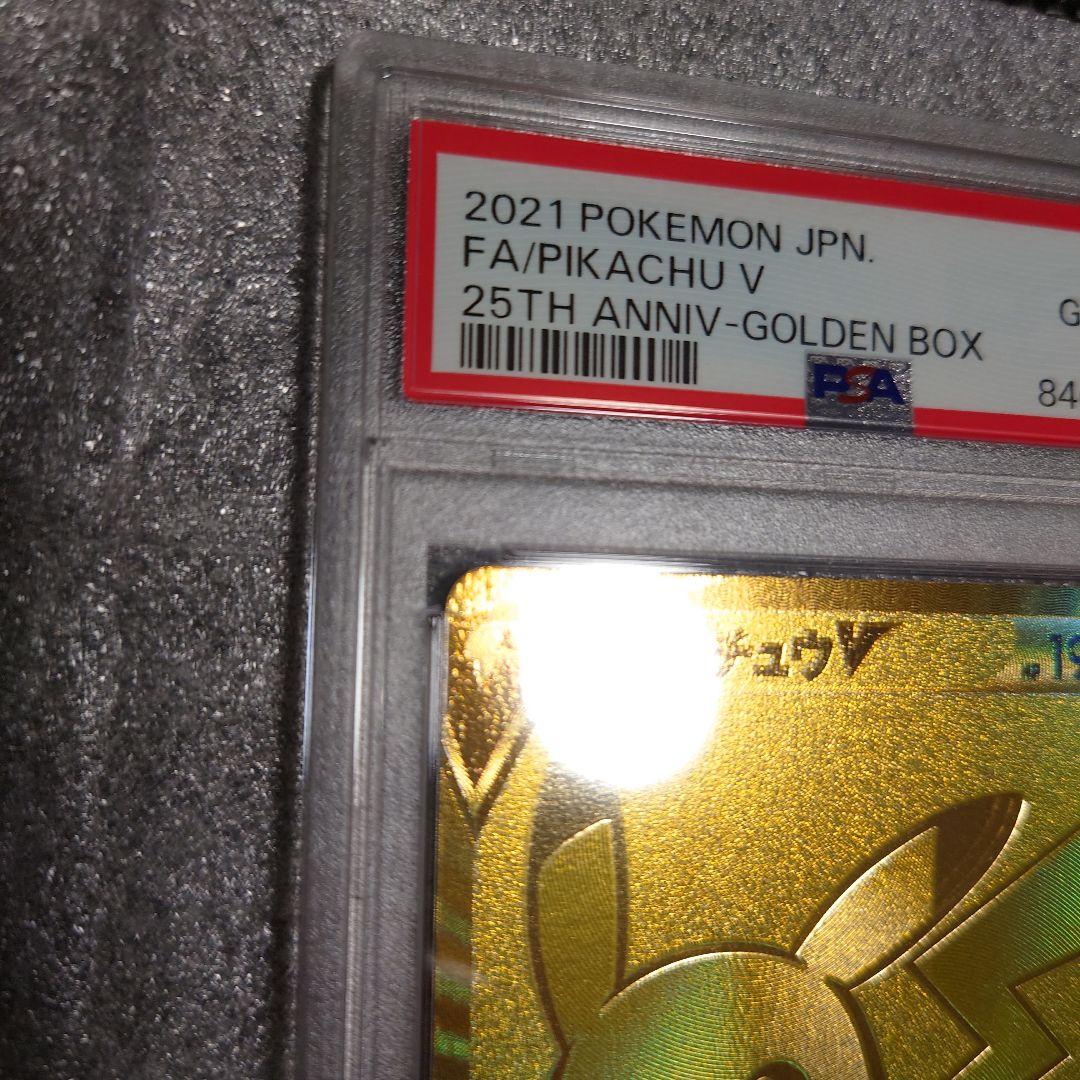 2021 POKEMON JPN.
FA/PIKACHU V
25TH ANNIV-GOLDEN BOX
PSA
チュウV